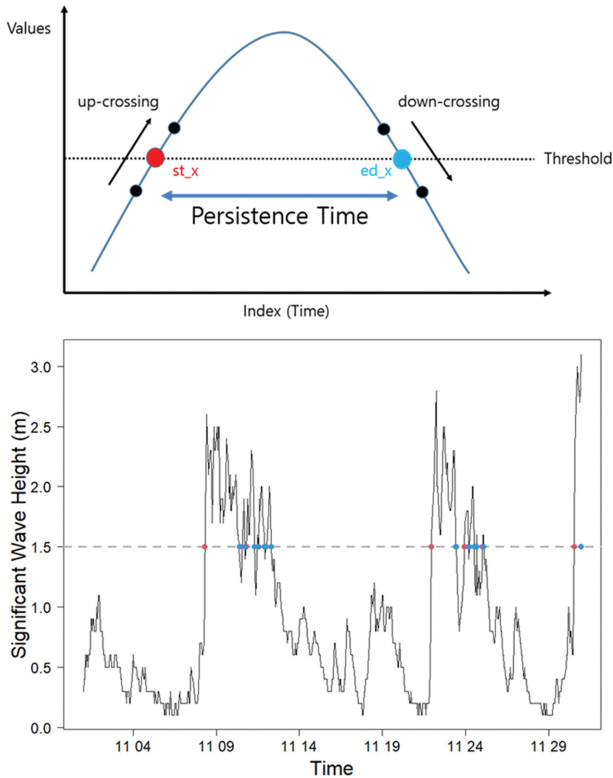 Values
up-crossing
down-crossing
st_x
ed_x
Threshold
Persistence Time
Index (Time)
Significant Wave Height (m)
3.0
2.5
2.0
1.5
1.0
0.5
0.0
11 04 11 09 11 14 11 19 11 24 11 29
Time